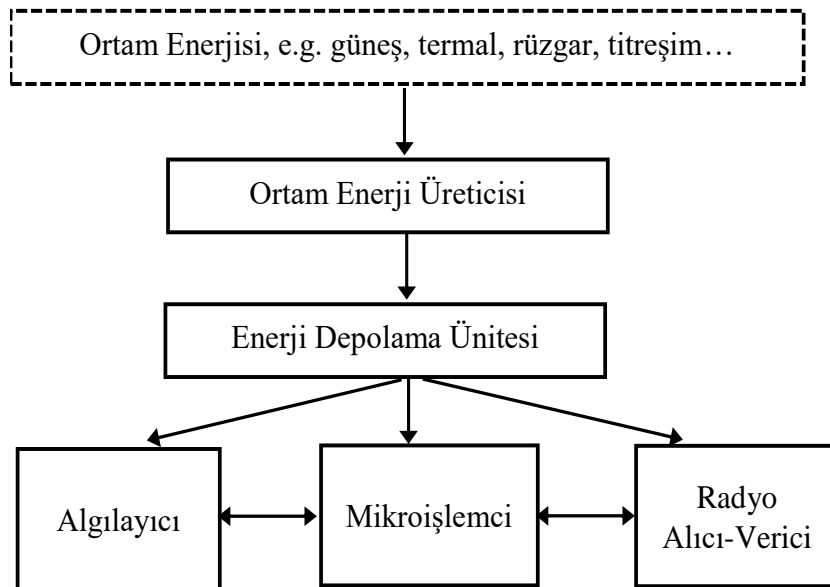 Ortam Enerjisi, e.g. güneş, termal, rüzgar, titreşim…
Ortam Enerji Üreticisi
Enerji Depolama Ünitesi
Algılayıcı
Mikroişlemci
Radyo
Alıcı-Verici